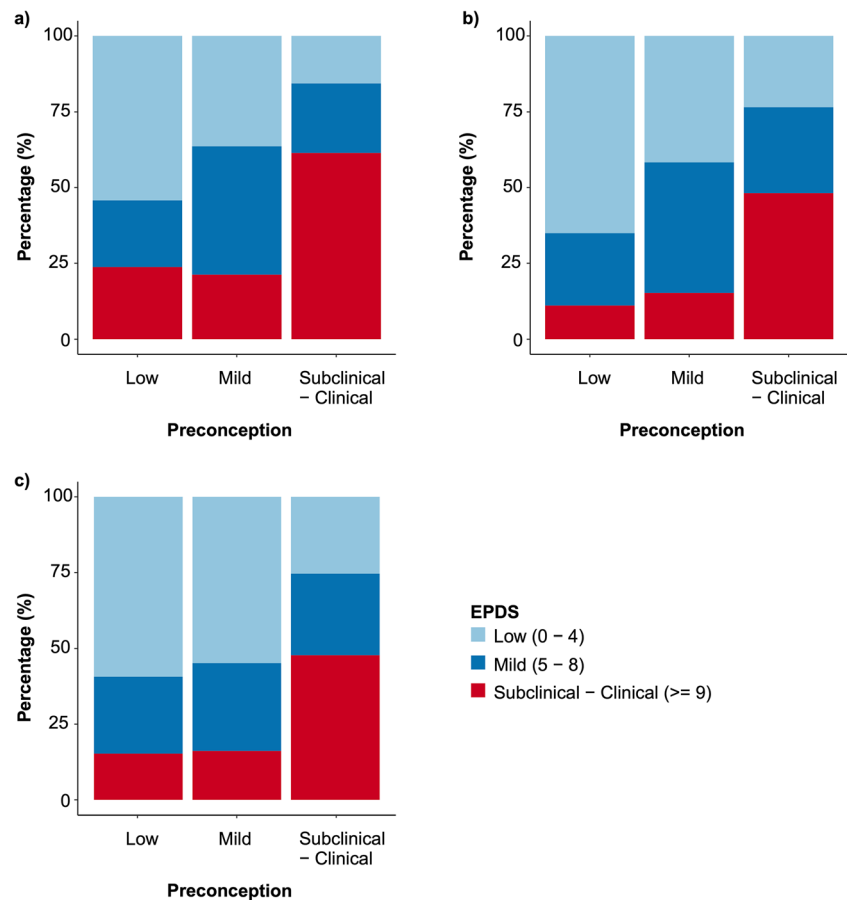 a)
100
75
50
25
0
Percentage (%)
Low
Mild
Subclinical
– Clinical
Preconception
b)
100
75
50
25
0
Percentage (%)
Low
Mild
Subclinical
– Clinical
Preconception
c)
100
75
50
25
0
Percentage (%)
Low
Mild
Subclinical
– Clinical
Preconception
EPDS
Low (0 – 4)
Mild (5 – 8)
Subclinical – Clinical (>= 9)